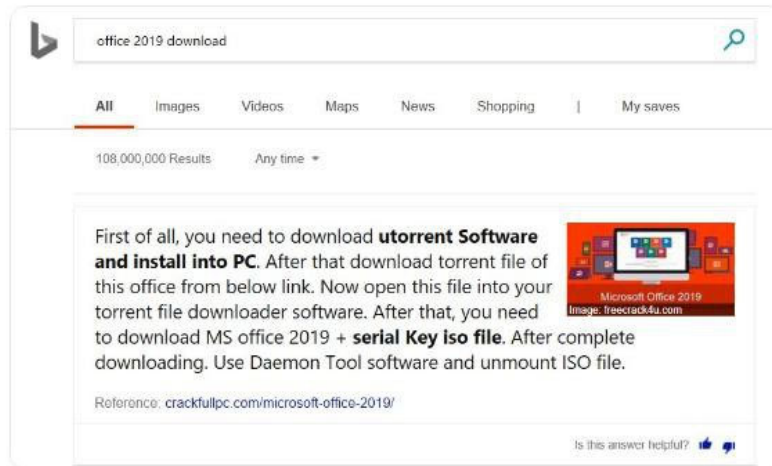 office 2019 download
All Images Videos Maps News Shopping | My saves
108,000,000 Results Any time
First of all, you need to download utorrent Software
and install into PC. After that download torrent file of
this office from below link. Now open this file into your
torrent file downloader software. After that, you need
to download MS office 2019 + serial Key iso file. After complete
downloading. Use Daemon Tool software and unmount ISO file.
Microsoft Office 2019
Image: freecrack4u.com
Reference: crackfullpc.com/microsoft-office-2019/
Is this answer helpful?